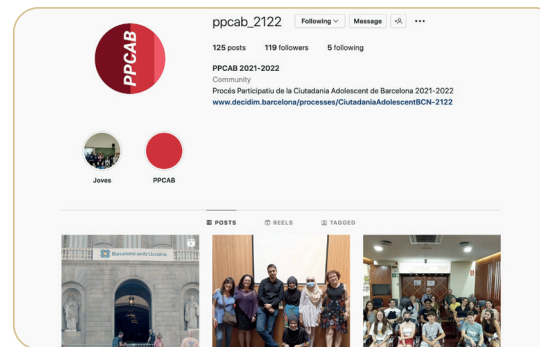 ppcab_2122 Following Message
125 posts 119 followers 5 following
PPCAB 2021-2022
Community
Procés Participatiu de la Ciutadania Adolescent de Barcelona 2021-2022
www.decidim.barcelona/processes/CiutadaniaAdolescentBCN-2122
PPCAB
Joves PPCAB
POSTS REELS TAGGED
Barcelona amb Ucraïna